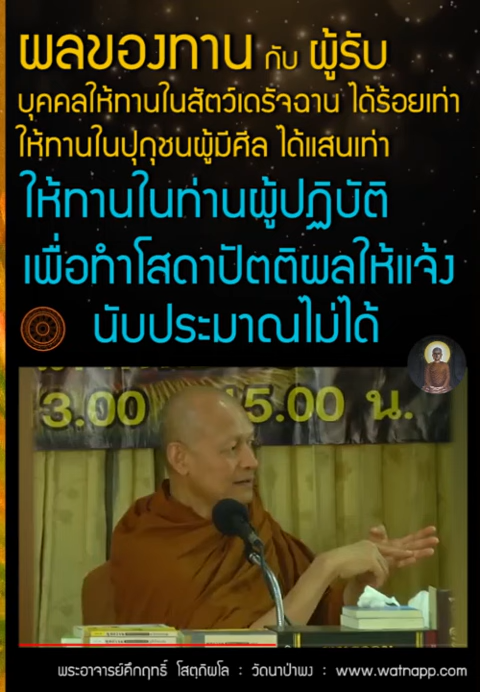 ผลของทาน กับ ผู้รับ
บุคคลให้ทานในสัตว์เดรัจฉาน ได้ร้อยเท่า
ให้ทานในปุถุชนผู้มีศีล ได้แสนเท่า
ให้ทานในท่านผู้ปฏิบัติ
เพื่อทำโสดาปัตติผลให้แจ้ง
นับประมาณไม่ได้
3.00 15.00 น.
พระอาจารย์คึกฤทธิ์ โสตฺถิผโล : วัดนาป่าพง : www.watnapp.com